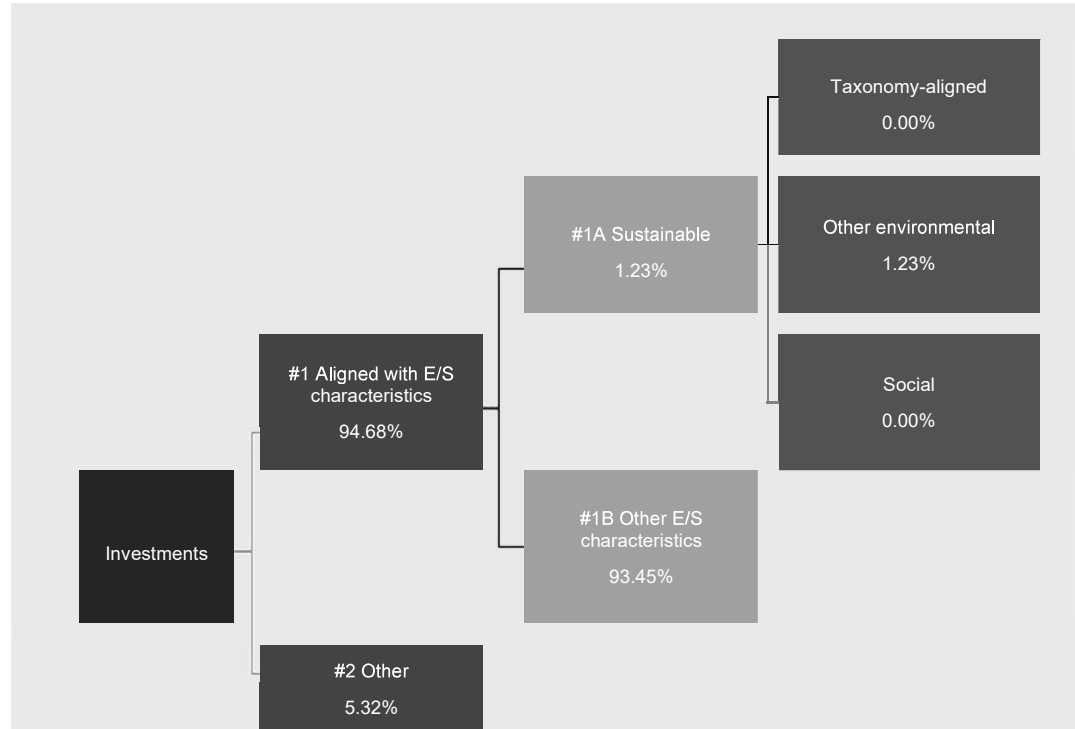 Taxonomy-aligned
0.00%
#1A Sustainable
1.23%
Other environmental
1.23%
#1 Aligned with E/S
characteristics
94.68%
Social
0.00%
Investments
#1B Other E/S
characteristics
93.45%
#2 Other
5.32%